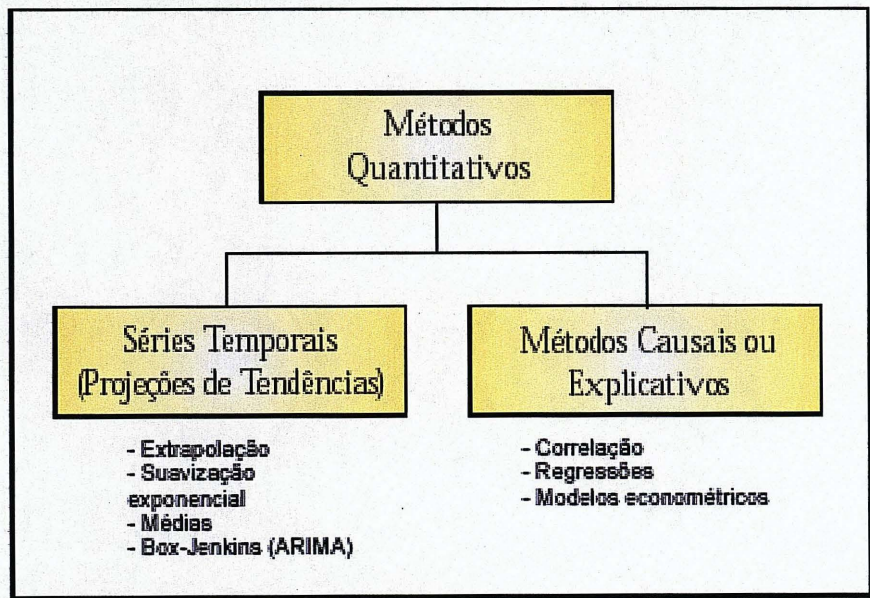 Métodos
Quantitativos
Séries Temporais
(Projeções de Tendências)
Métodos Causais ou
Explicativos
- Extrapolação
- Suavização
exponencial
- Médias
- Box-Jenkins (ARIMA)
- Correlação
- Regressões
- Modelos econométricos